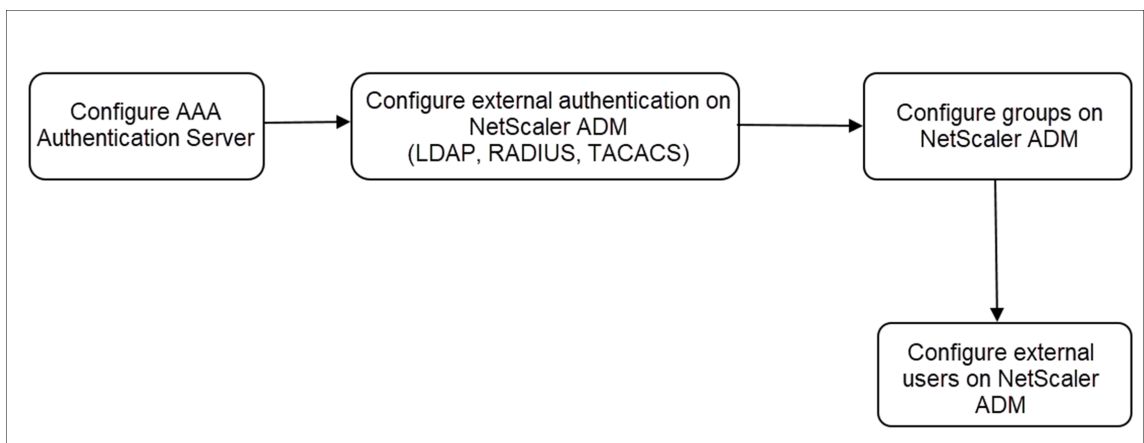 Configure AAA
Authentication Server
Configure external authentication on
NetScaler ADM
(LDAP, RADIUS, TACACS)
Configure groups on
NetScaler ADM
Configure external
users on NetScaler
ADM